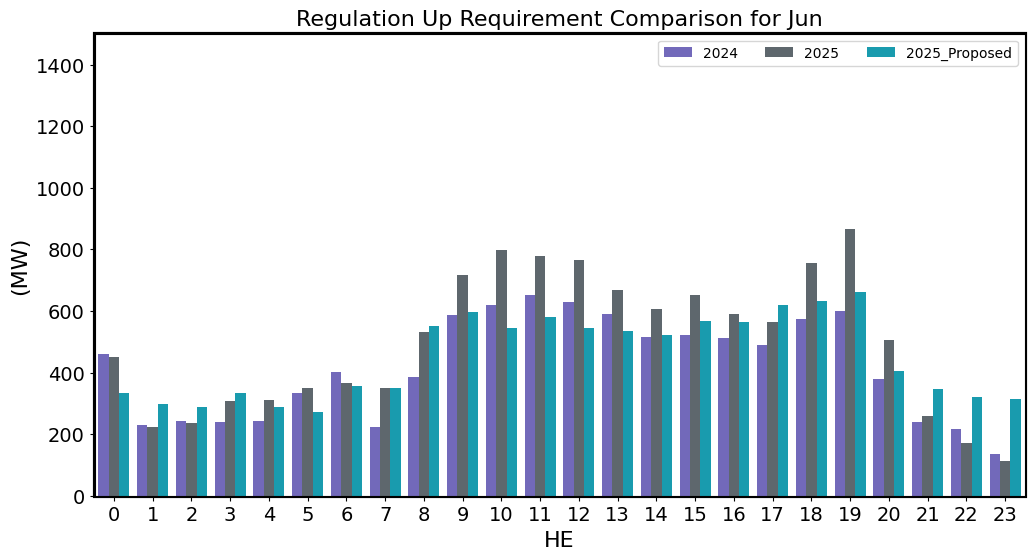 Regulation Up Requirement Comparison for Jun
2024 2025 2025_Proposed
1400
1200
1000
800
600
400
200
0
(MW)
0 1 2 3 4 5 6 7 8 9 10 11 12 13 14 15 16 17 18 19 20 21 22 23
HE